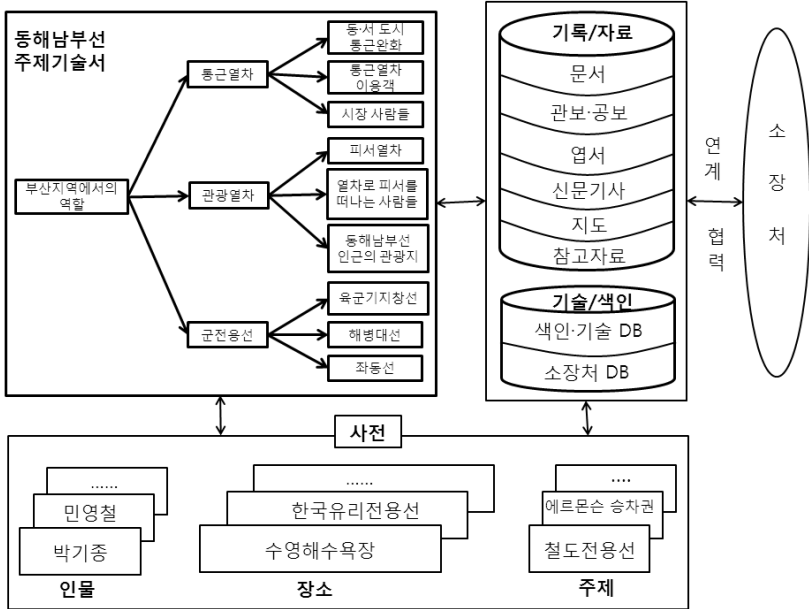 동해남부선
주제기술서
부산지역에서의
역할
통근열차
동·서 도시
통근완화
통근열차
이용객
시장 사람들
관광열차
피서열차
열차로 피서를
떠나는 사람들
동해남부선
인근의 관광지
군전용선
육군기지창선
해병대선
좌동선
기록/자료
문서
관보·공보
엽서
신문기사
지도
참고자료
기술/색인
색인·기술 DB
소장처 DB
연계
협력
소장처
사전
......
민영철
박기종
인물
......
한국유리전용선
수영해수욕장
장소
....
에르몬슨 승차권
철도전용선
주제